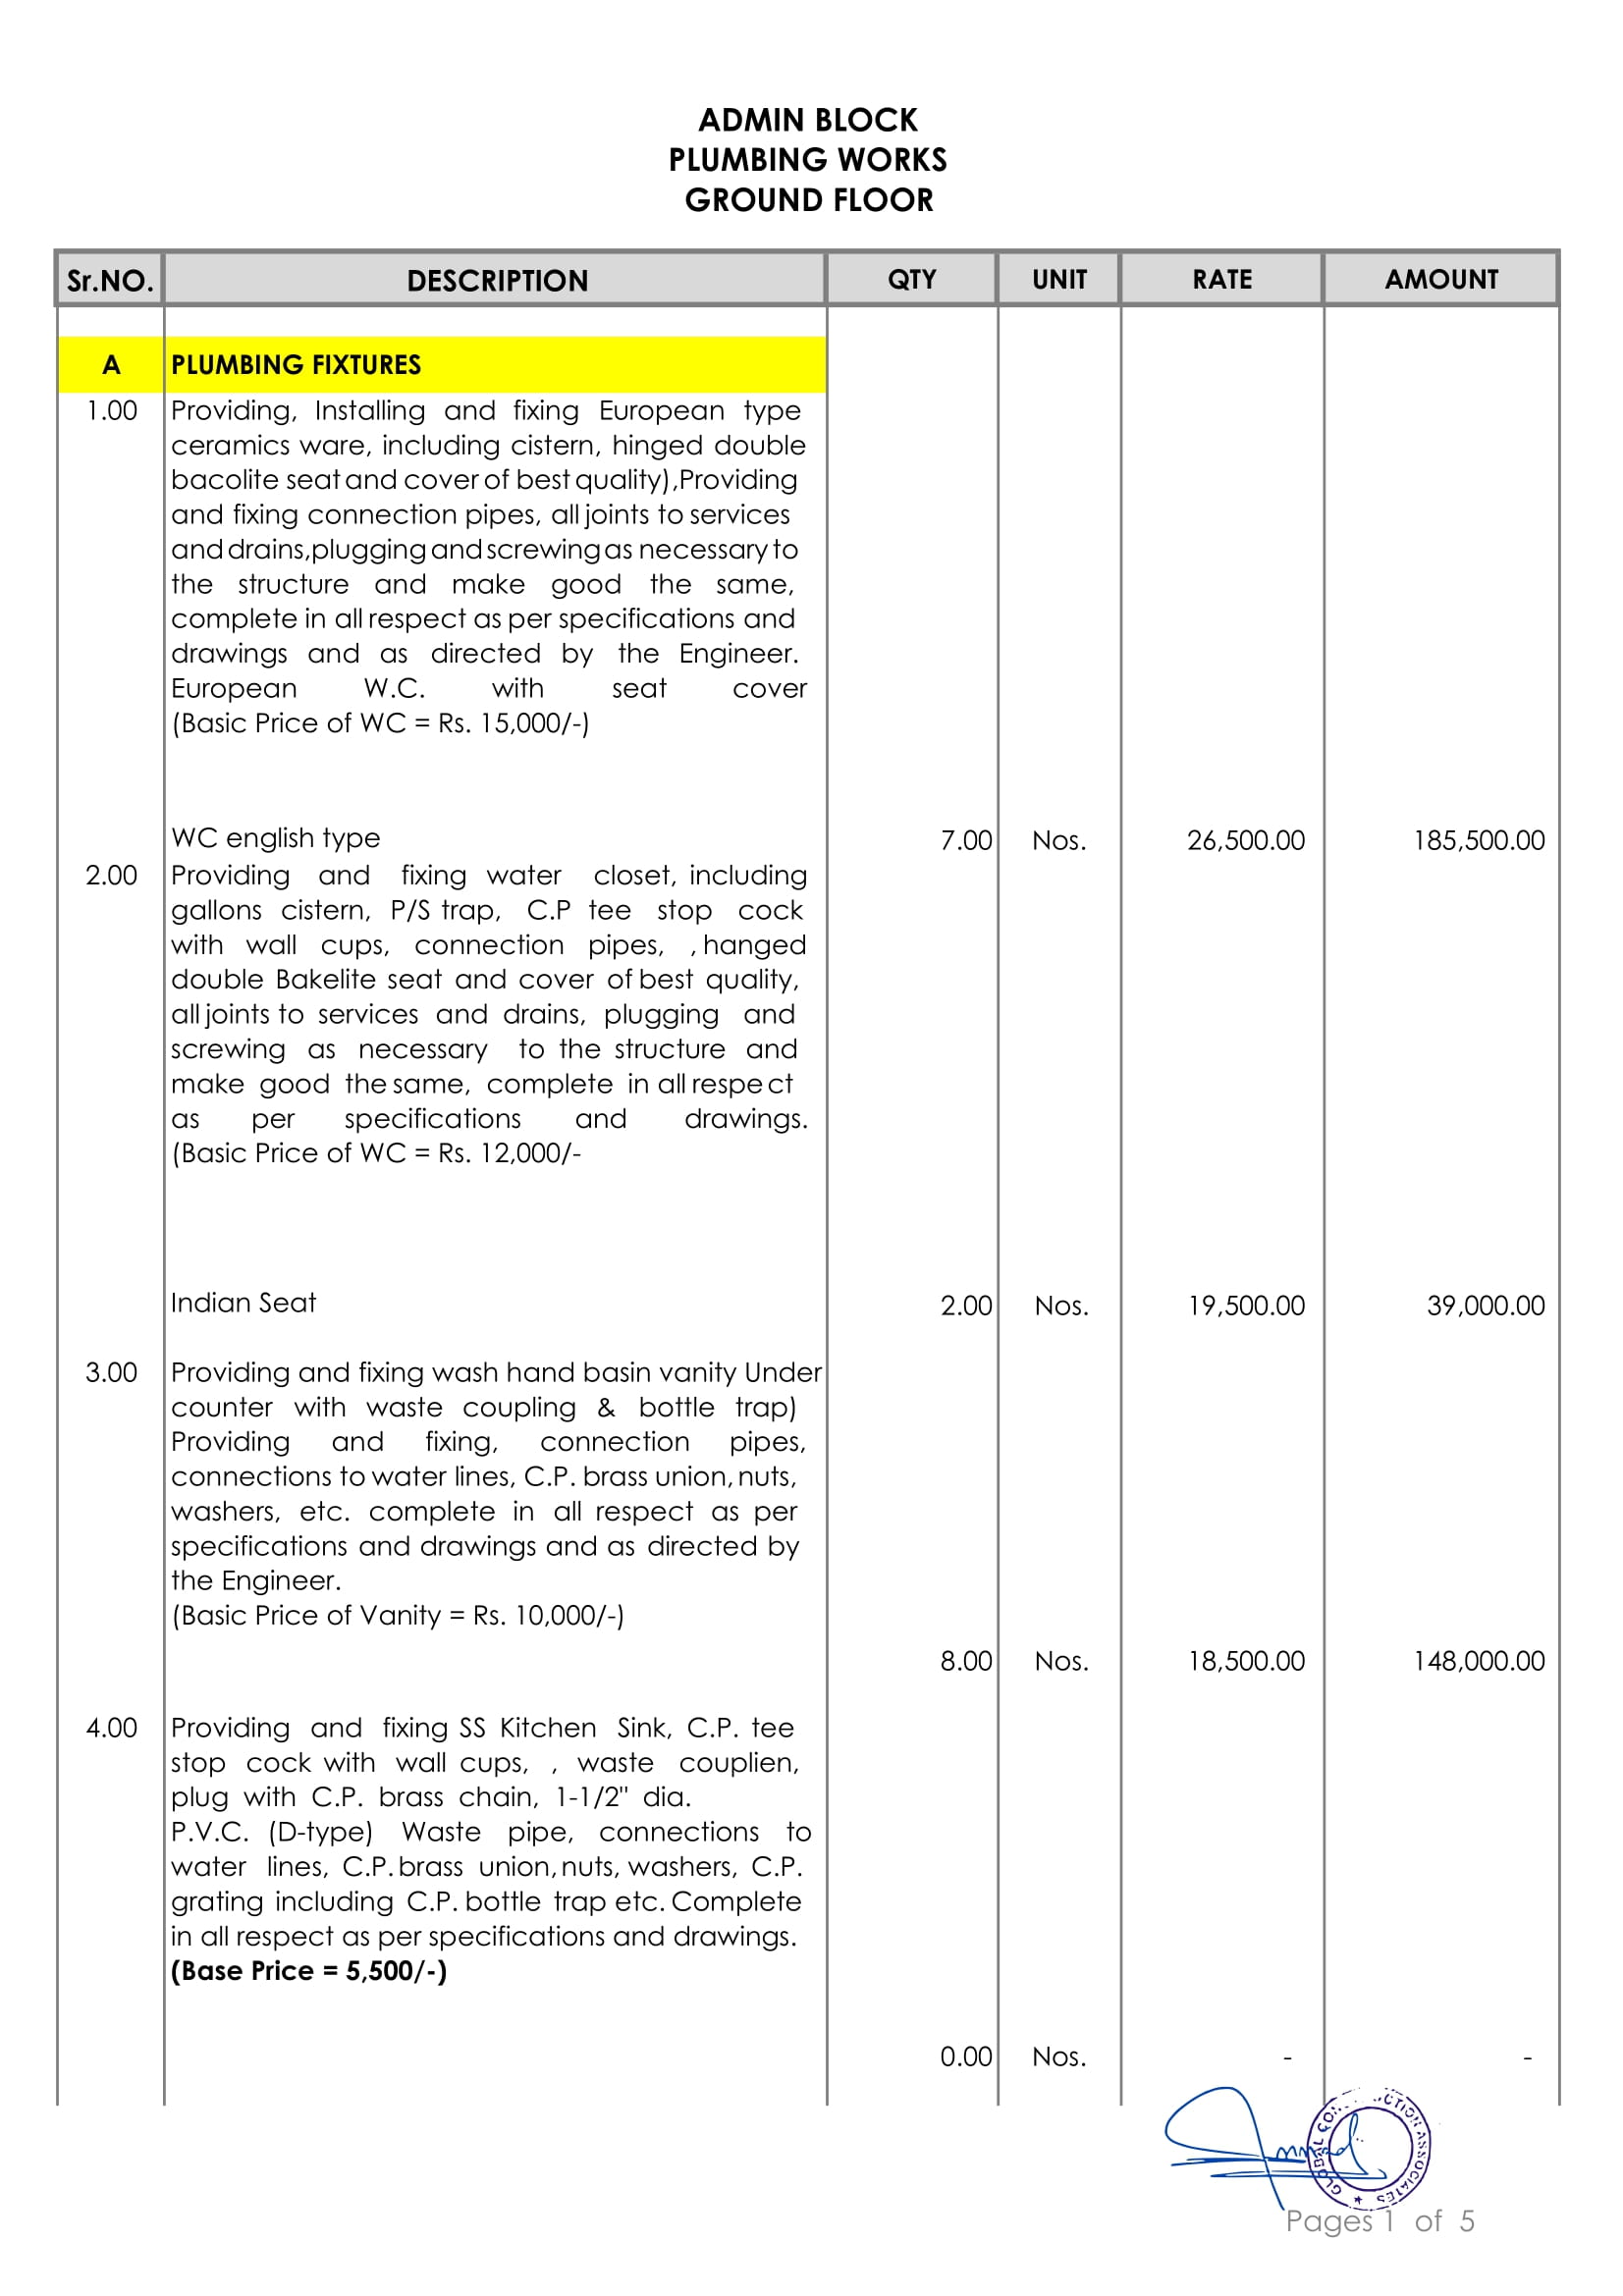 ADMIN BLOCK
PLUMBING WORKS
GROUND FLOOR
Sr.NO. DESCRIPTION QTY UNIT RATE AMOUNT
A PLUMBING FIXTURES
1.00 Providing, Installing and fixing European type
ceramics ware, including cistern, hinged double
bacolite seat and cover of best quality),Providing
and fixing connection pipes, all joints to services
and drains,plugging and screwing as necessary to
the structure and make good the same,
complete in all respect as per specifications and
drawings and as directed by the Engineer.
European W.C. with seat cover
(Basic Price of WC = Rs. 15,000/-)
WC english type 7.00 Nos. 26,500.00 185,500.00
2.00 Providing and fixing water closet, including
gallons cistern, P/S trap, C.P tee stop cock
with wall cups, connection pipes, , hanged
double Bakelite seat and cover of best quality,
all joints to services and drains, plugging and
screwing as necessary to the structure and
make good the same, complete in all respe ct
as per specifications and drawings.
(Basic Price of WC = Rs. 12,000/-
Indian Seat 2.00 Nos. 19,500.00 39,000.00
3.00 Providing and fixing wash hand basin vanity Under
counter with waste coupling & bottle trap)
Providing and fixing, connection pipes,
connections to water lines, C.P. brass union, nuts,
washers, etc. complete in all respect as per
specifications and drawings and as directed by
the Engineer.
(Basic Price of Vanity = Rs. 10,000/-)
8.00 Nos. 18,500.00 148,000.00
4.00 Providing and fixing SS Kitchen Sink, C.P. tee
stop cock with wall cups, , waste couplien,
plug with C.P. brass chain, 1-1/2" dia.
P.V.C. (D-type) Waste pipe, connections to
water lines, C.P. brass union, nuts, washers, C.P.
grating including C.P. bottle trap etc. Complete
in all respect as per specifications and drawings.
(Base Price = 5,500/-)
0.00 Nos. - -
GLOBAL ASSOCIATES
Pages 1 of 5